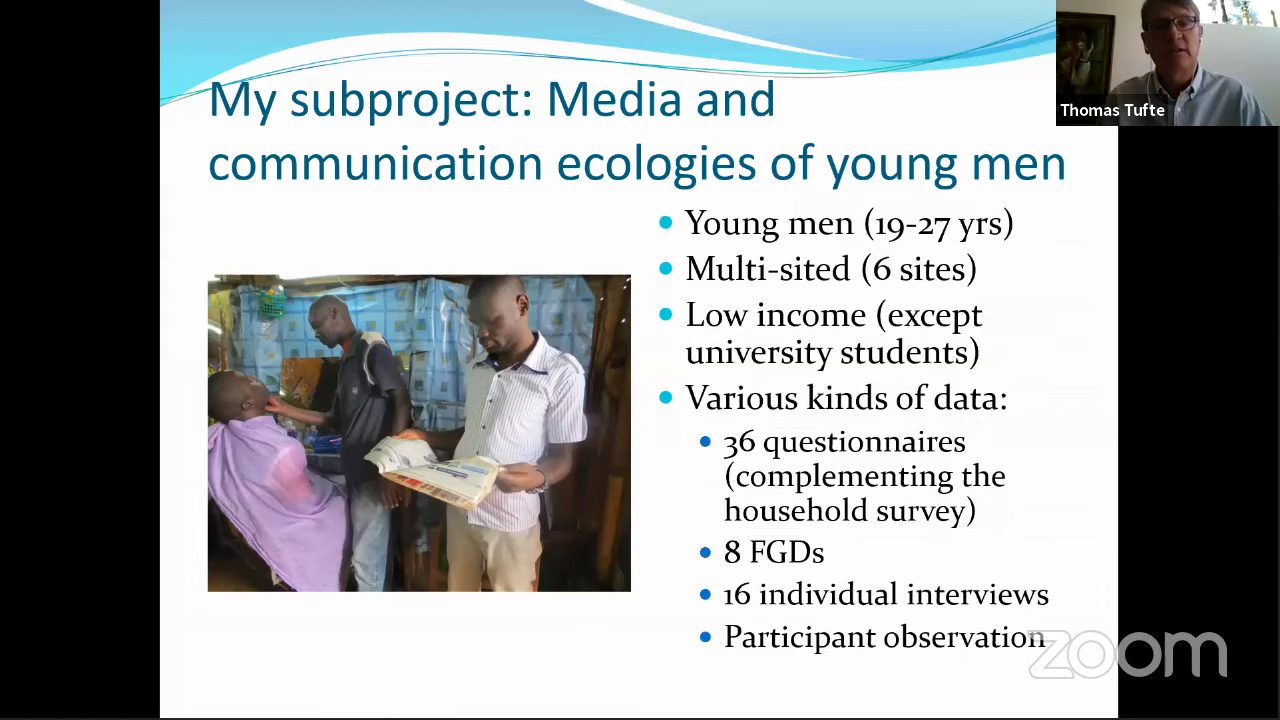 My subproject: Media and
communication ecologies of young men
Thomas Tufte
Young men (19-27 yrs)
Multi-sited (6 sites)
Low income (except
university students)
Various kinds of data:
36 questionnaires
(complementing the
household survey)
8 FGDs
16 individual interviews
Participant observation
zoom